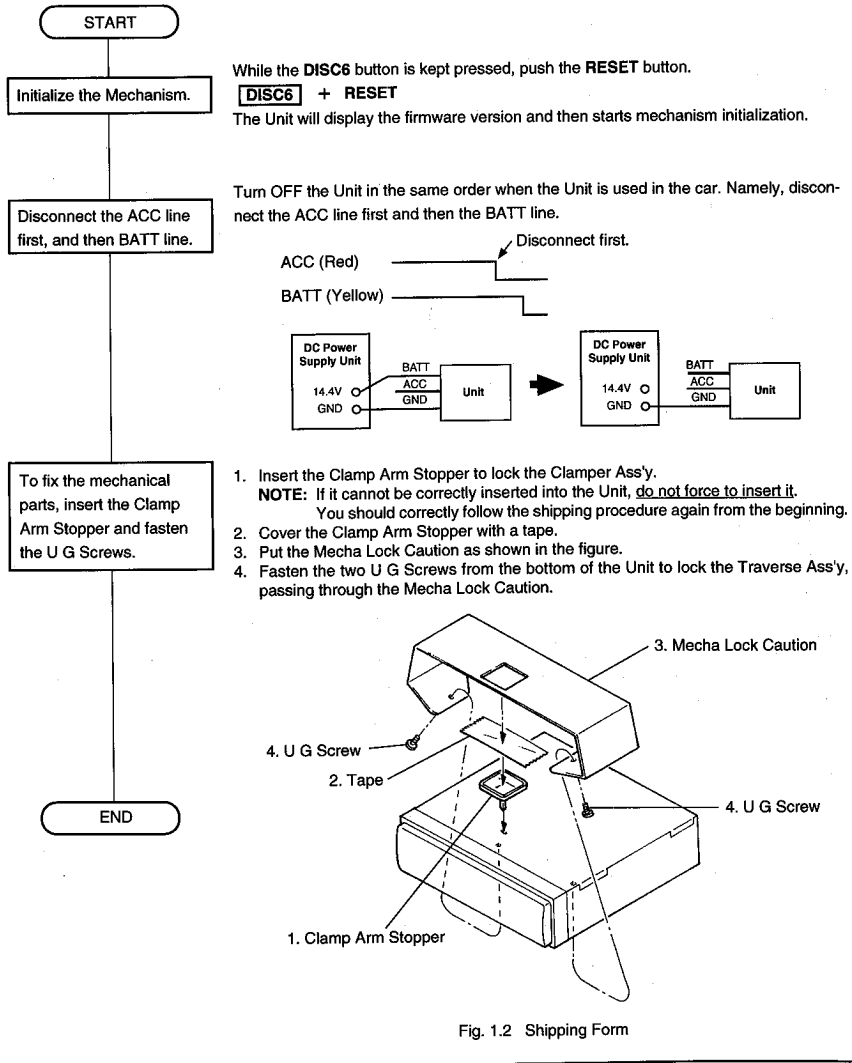 START
Initialize the Mechanism.
While the DISC6 button is kept pressed, push the RESET button.
DISC6 + RESET
The Unit will display the firmware version and then starts mechanism initialization.
Disconnect the ACC line
first, and then BATT line.
Turn OFF the Unit in the same order when the Unit is used in the car. Namely, discon-
nect the ACC line first and then the BATT line.
Disconnect first.
ACC (Red)
BATT (Yellow)
DC Power
Supply Unit
14.4V
GND
BATT
ACC
GND
Unit
DC Power
Supply Unit
14.4V
GND
BATT
ACC
GND
Unit
To fix the mechanical
parts, insert the Clamp
Arm Stopper and fasten
the U G Screws.
1. Insert the Clamp Arm Stopper to lock the Clamper Ass'y.
NOTE: If it cannot be correctly inserted into the Unit, do not force to insert it.
You should correctly follow the shipping procedure again from the beginning.
2. Cover the Clamp Arm Stopper with a tape.
3. Put the Mecha Lock Caution as shown in the figure.
4. Fasten the two U G Screws from the bottom of the Unit to lock the Traverse Ass'y,
passing through the Mecha Lock Caution.
3. Mecha Lock Caution
4. U G Screw
2. Tape
4. U G Screw
1. Clamp Arm Stopper
END
Fig. 1.2 Shipping Form